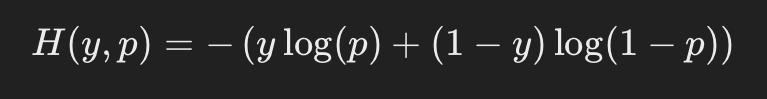 H(y, p) = − (y log(p) + (1 − y) log(1 − p))